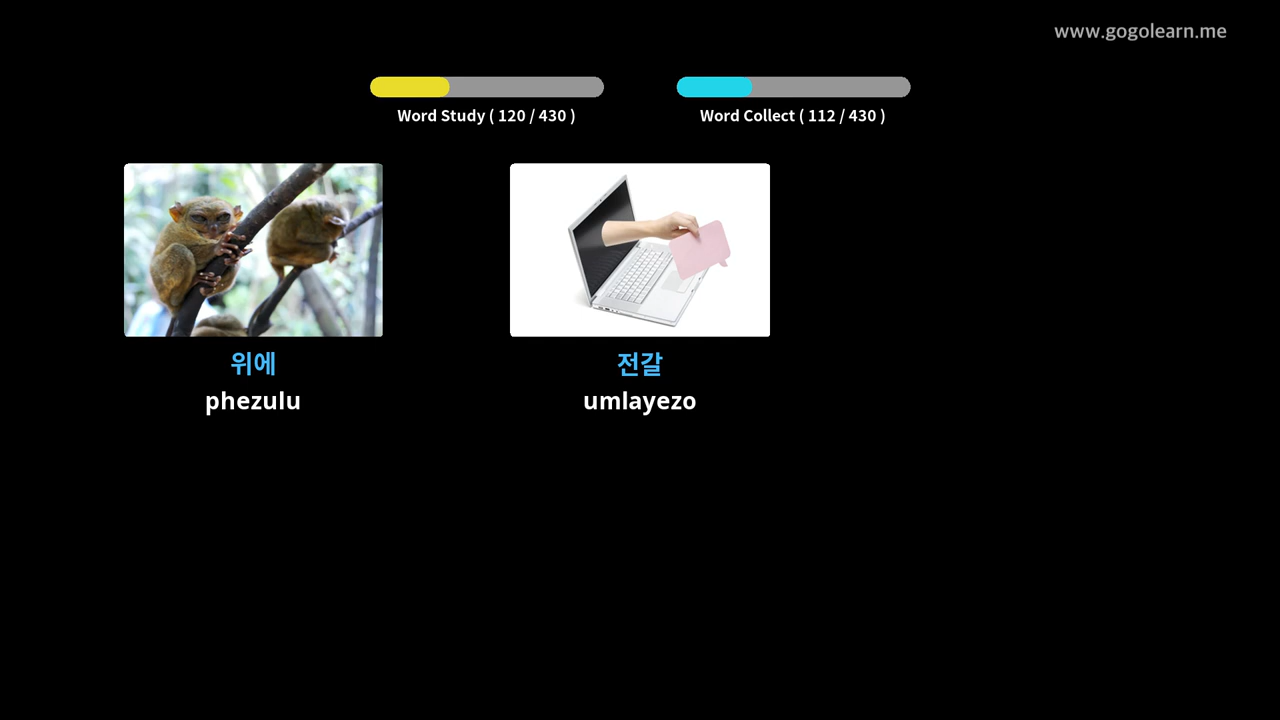 www.gogolearn.me
Word Study ( 120 / 430 )
Word Collect ( 112 / 430 )
위에
phezulu
전갈
umlayezo